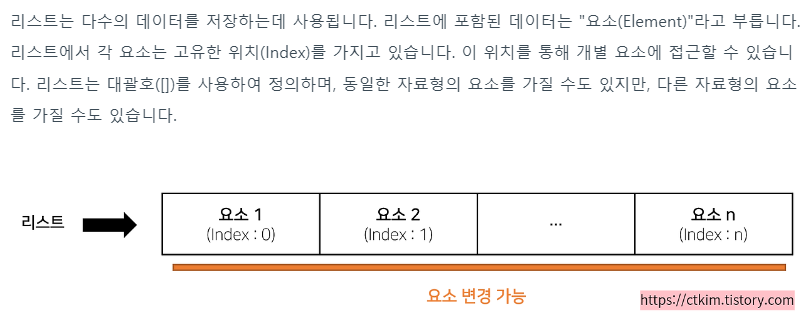 리스트는 다수의 데이터를 저장하는데 사용됩니다. 리스트에 포함된 데이터는 "요소(Element)"라고 부릅니다.
리스트에서 각 요소는 고유한 위치(Index)를 가지고 있습니다. 이 위치를 통해 개별 요소에 접근할 수 있습니
다. 리스트는 대괄호([])를 사용하여 정의하며, 동일한 자료형의 요소를 가질 수도 있지만, 다른 자료형의 요소
를 가질 수도 있습니다.
리스트
요소 1
(Index : 0)
요소 2
(Index : 1)
...
요소 n
(Index : n)
요소 변경 가능
https://ctkim.tistory.com